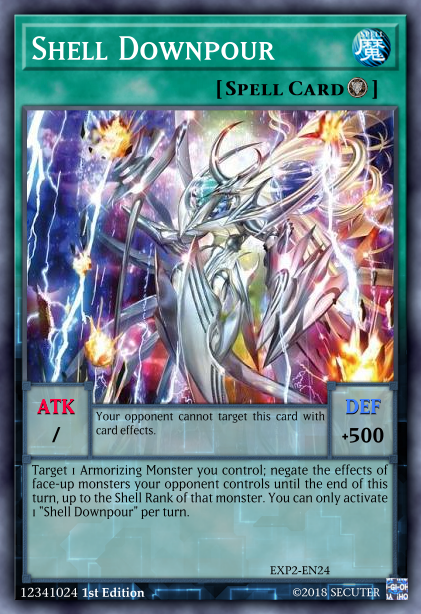 SHELL DOWNPOUR
魔
[SPELL CARD]
ATK
/
Your opponent cannot target this card with
card effects.
DEF
+500
Target 1 Armorizing Monster you control; negate the effects of
face-up monsters your opponent controls until the end of this
turn, up to the Shell Rank of that monster. You can only activate
1 "Shell Downpour" per turn.
EXP2-EN24
12341024 1st Edition
©2018 SECUTER